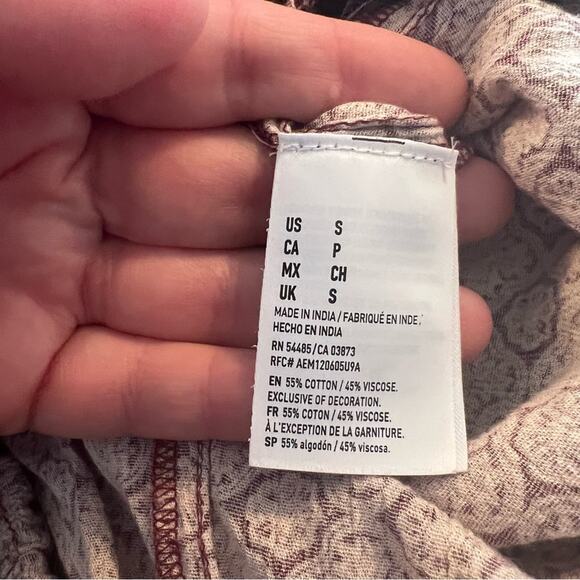 US S
CA P
MX CH
UK S
MADE IN INDIA / FABRIQUÉ EN INDE /
HECHO EN INDIA
RN 54485/CA 03873
RFC# AEM120605U9A
EN 55% COTTON / 45% VISCOSE.
EXCLUSIVE OF DECORATION.
FR 55% COTON / 45% VISCOSE.
À L'EXCEPTION DE LA GARNITURE.
SP 55% algodón / 45% viscosa.